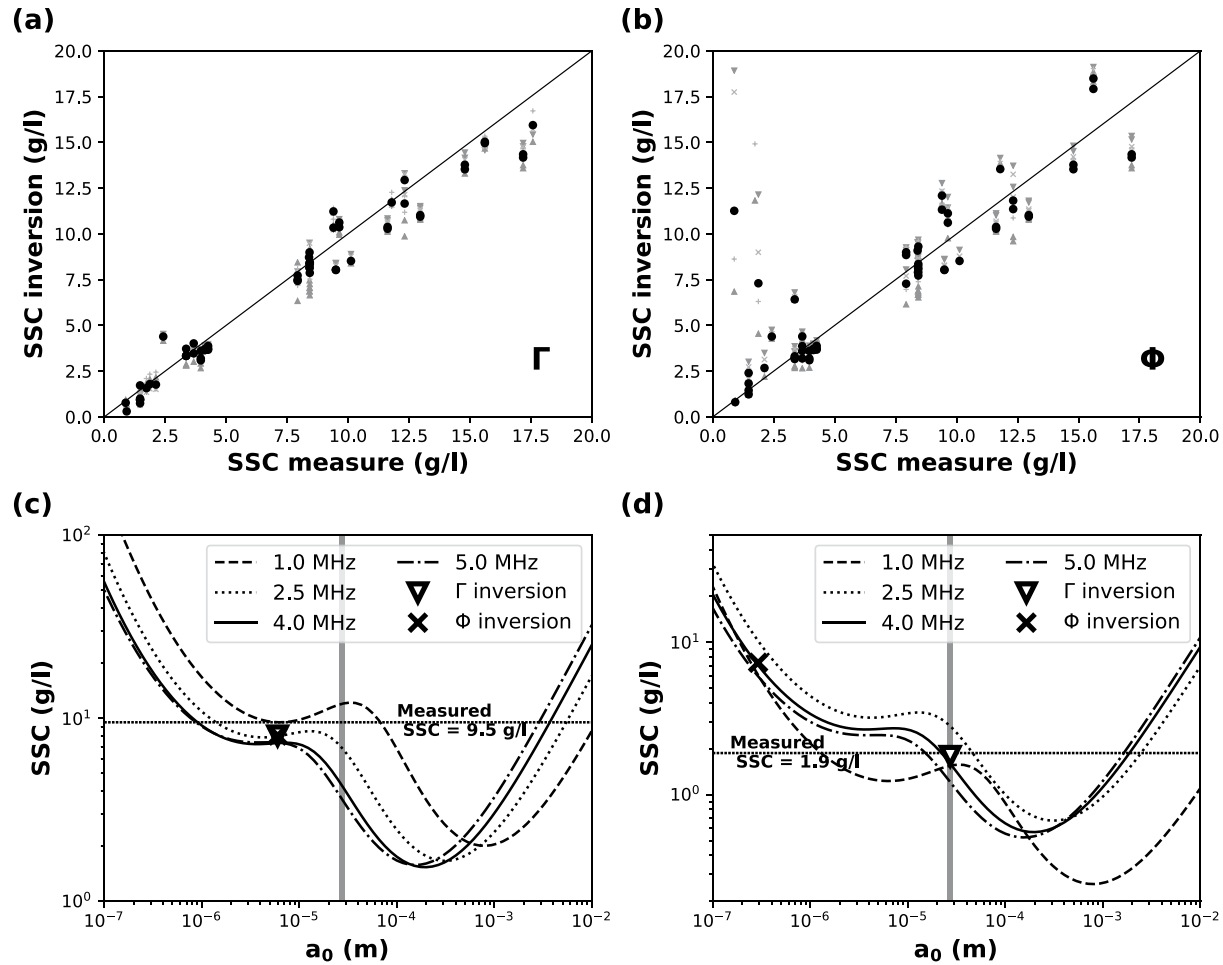 (a)
20.0
17.5
15.0
12.5
10.0
7.5
5.0
2.5
0.0
SSC inversion (g/l)
Γ
0.0 2.5 5.0 7.5 10.0 12.5 15.0 17.5 20.0
SSC measure (g/l)
(b)
20.0
17.5
15.0
12.5
10.0
7.5
5.0
2.5
0.0
SSC inversion (g/l)
Φ
0.0 2.5 5.0 7.5 10.0 12.5 15.0 17.5 20.0
SSC measure (g/l)
(c)
10²
10¹
10⁰
SSC (g/l)
1.0 MHz
2.5 MHz
4.0 MHz
5.0 MHz
Γ inversion
Φ inversion
Measured
SSC = 9.5 g/l
10⁻⁷ 10⁻⁶ 10⁻⁵ 10⁻⁴ 10⁻³ 10⁻²
a₀ (m)
(d)
10¹
10⁰
SSC (g/l)
1.0 MHz
2.5 MHz
4.0 MHz
5.0 MHz
Γ inversion
Φ inversion
Measured
SSC = 1.9 g/l
10⁻⁷ 10⁻⁶ 10⁻⁵ 10⁻⁴ 10⁻³ 10⁻²
a₀ (m)